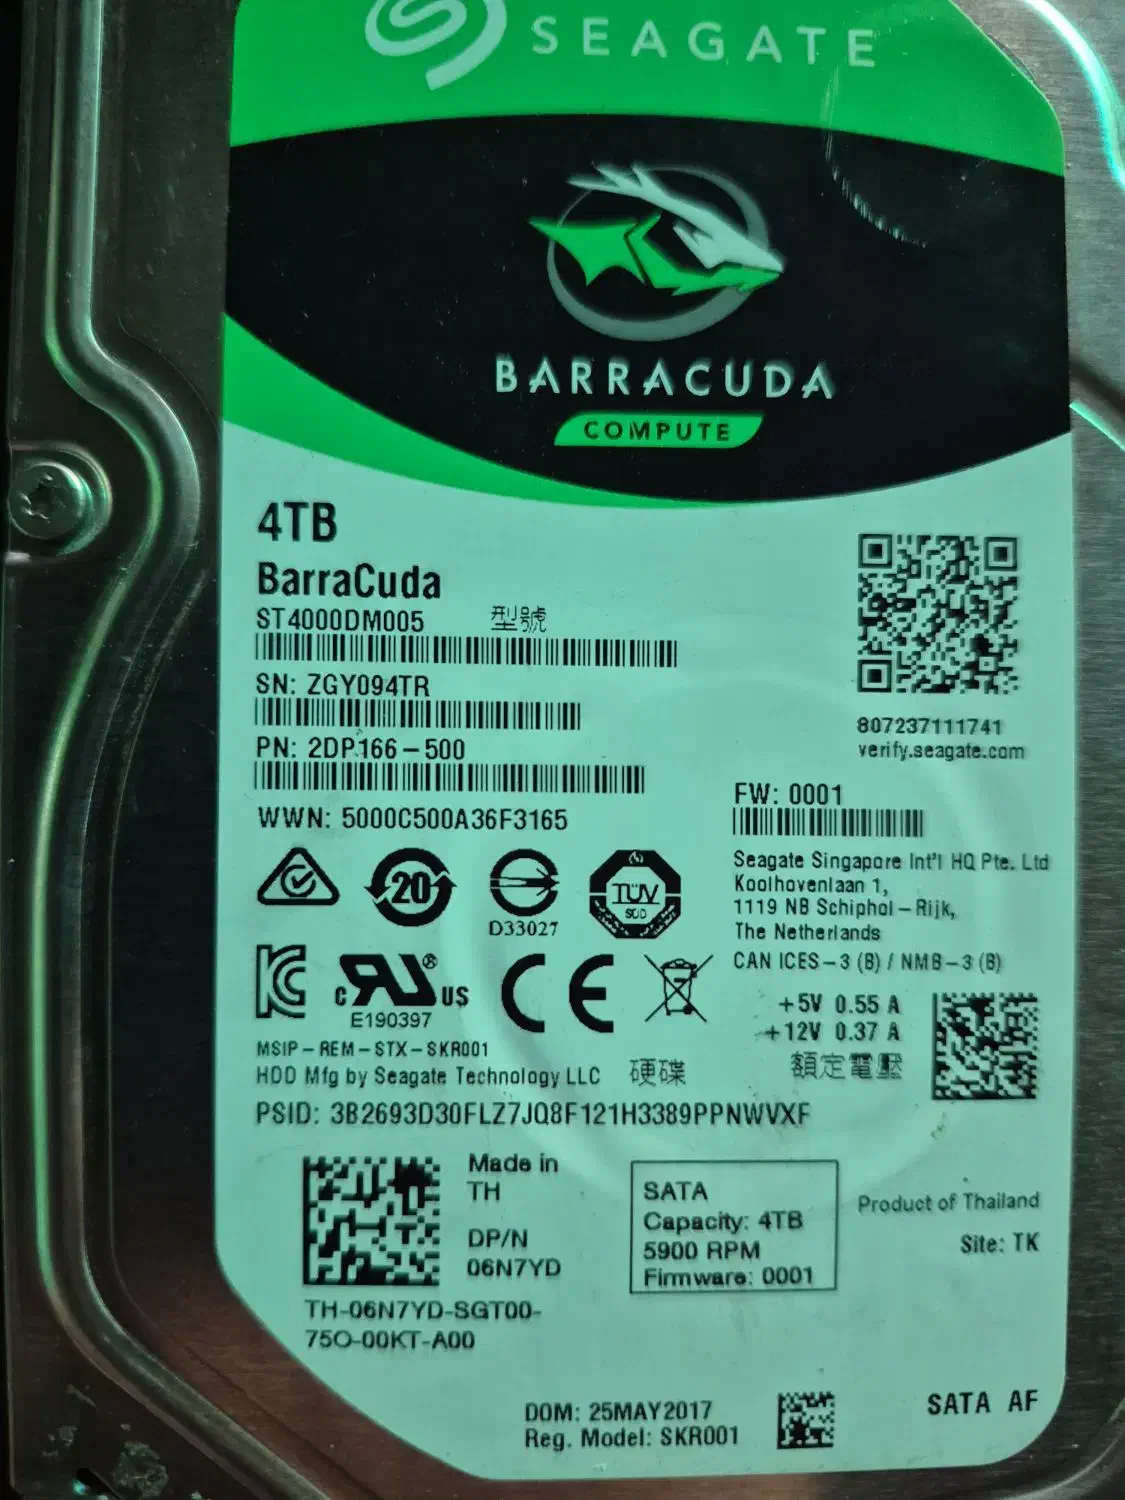 SEAGATE
BARRACUDA
COMPUTE
4TB
BarraCuda
ST4000DM005 型號
SN: ZGY094TR
PN: 2DP166-500
WWN: 5000C500A36F3165
807237111741
verify.seagate.com
FW: 0001
Seagate Singapore Int'l HQ Pte. Ltd
Koolhovenlaan 1,
1119 NB Schiphol-Rijk,
The Netherlands
CAN ICES-3 (B) / NMB-3 (B)
20
D33027
TÜV
SÜD
c RU ® US
E190397
CE
+5V 0.55 A
+12V 0.37 A
額定電壓
MSIP-REM-STX-SKR001
HDD Mfg by Seagate Technology LLC 硬碟
PSID: 3B2693D30FLZ7JQ8F121H3389PPNWVXF
Made in
TH
DP/N
06N7YD
TH-06N7YD-SGT00-
75O-00KT-A00
SATA
Capacity: 4TB
5900 RPM
Firmware: 0001
Product of Thailand
Site: TK
DOM: 25MAY2017
Reg. Model: SKR001
SATA AF